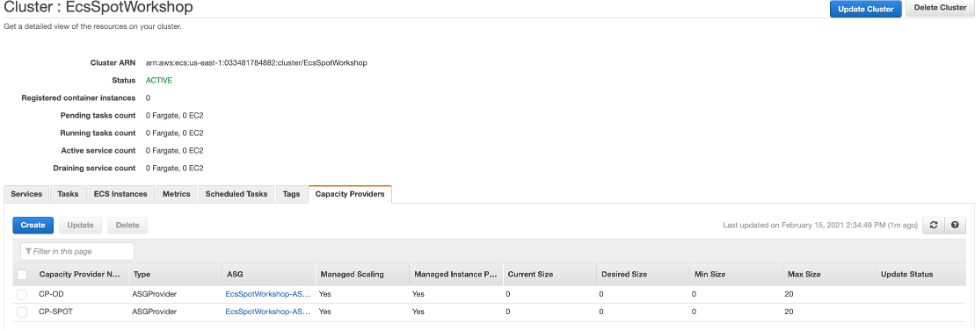 Cluster : EcsSpotWorkshop
Update Cluster
Delete Cluster
Get a detailed view of the resources on your cluster.
Cluster ARN arn:aws:ecs:us-east-1:033481784882:cluster/EcsSpotWorkshop
Status ACTIVE
Registered container instances 0
Pending tasks count 0 Fargate, 0 EC2
Running tasks count 0 Fargate, 0 EC2
Active service count 0 Fargate, 0 EC2
Draining service count 0 Fargate, 0 EC2
Services Tasks ECS Instances Metrics Scheduled Tasks Tags Capacity Providers
Create Update Delete Last updated on February 15, 2021 2:34:49 PM (1m ago)
Filter in this page
Capacity Provider N... Type ASG Managed Scaling Managed Instance P... Current Size Desired Size Min Size Max Size Update Status
CP-OD ASGProvider EcsSpotWorkshop-AS... Yes Yes 0 0 0 20
CP-SPOT ASGProvider EcsSpotWorkshop-AS... Yes Yes 0 0 0 20